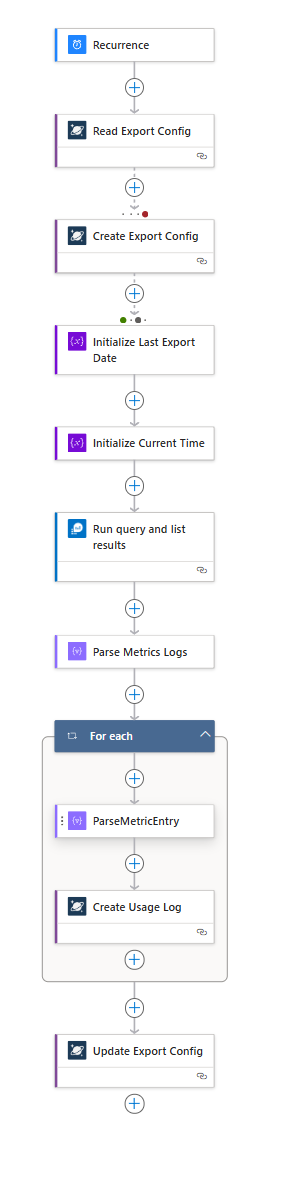 Recurrence
Read Export Config
Create Export Config
Initialize Last Export
Date
Initialize Current Time
Run query and list
results
Parse Metrics Logs
For each
ParseMetricEntry
Create Usage Log
Update Export Config